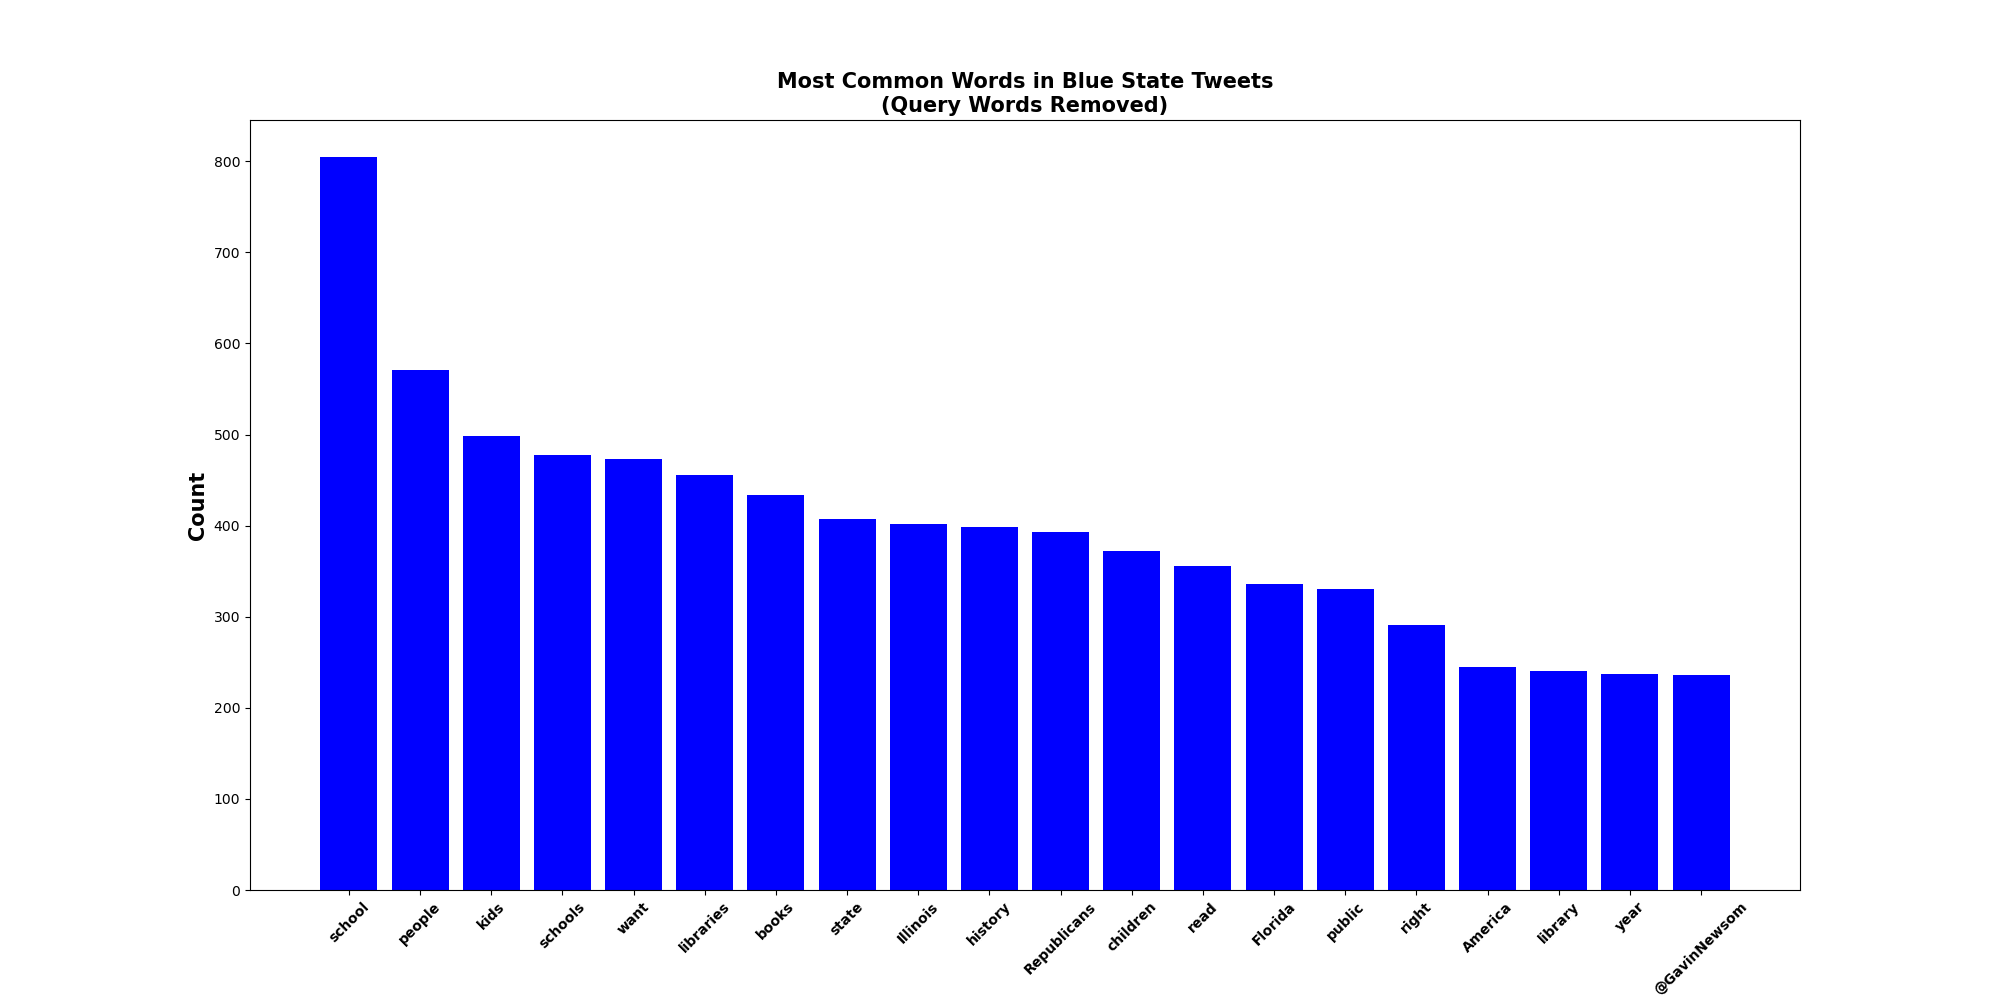 Most Common Words in Blue State Tweets
(Query Words Removed)
Count
800
700
600
500
400
300
200
100
0
school
people
kids
schools
want
libraries
books
state
Illinois
history
Republicans
children
read
Florida
public
right
America
library
year
@GavinNewsom